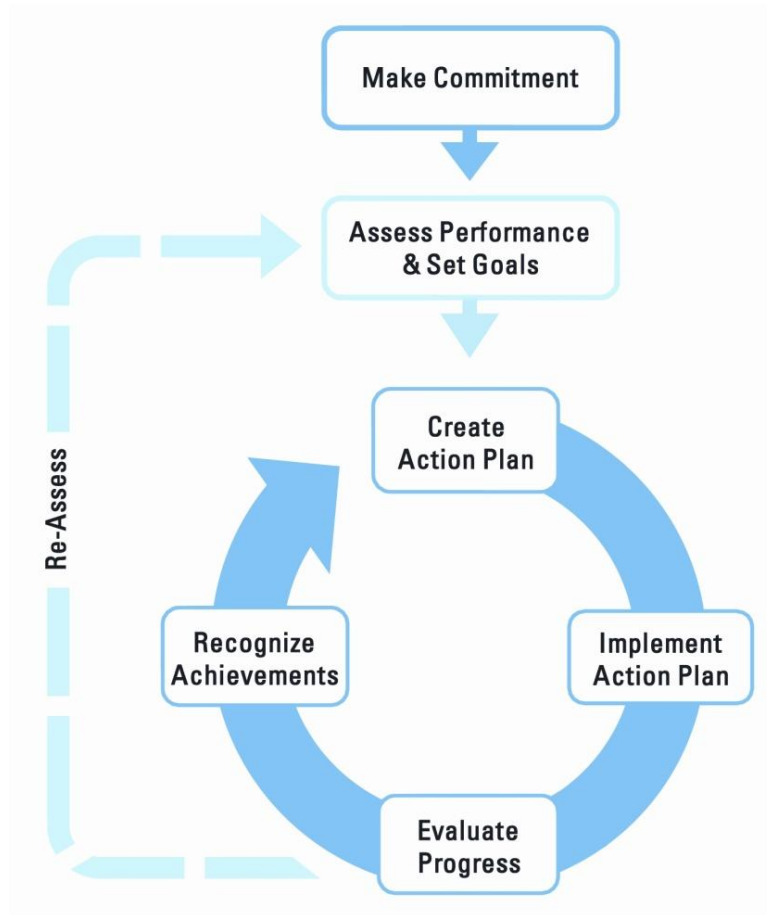 Make Commitment
Assess Performance
& Set Goals
Create
Action Plan
Re-Assess
Recognize
Achievements
Implement
Action Plan
Evaluate
Progress